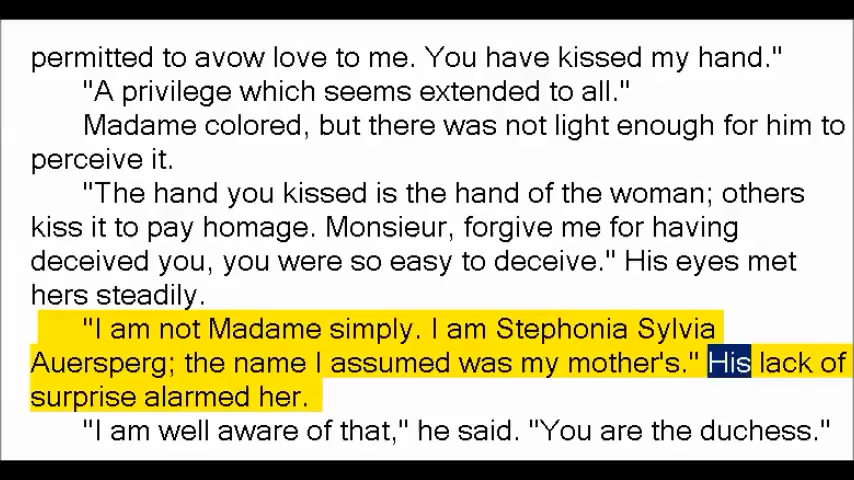 permitted to avow love to me. You have kissed my hand."
"A privilege which seems extended to all."
Madame colored, but there was not light enough for him to
perceive it.
"The hand you kissed is the hand of the woman; others
kiss it to pay homage. Monsieur, forgive me for having
deceived you, you were so easy to deceive." His eyes met
hers steadily.
"I am not Madame simply. I am Stephonia Sylvia
Auersperg; the name I assumed was my mother's." His lack of
surprise alarmed her.
"I am well aware of that," he said. "You are the duchess."